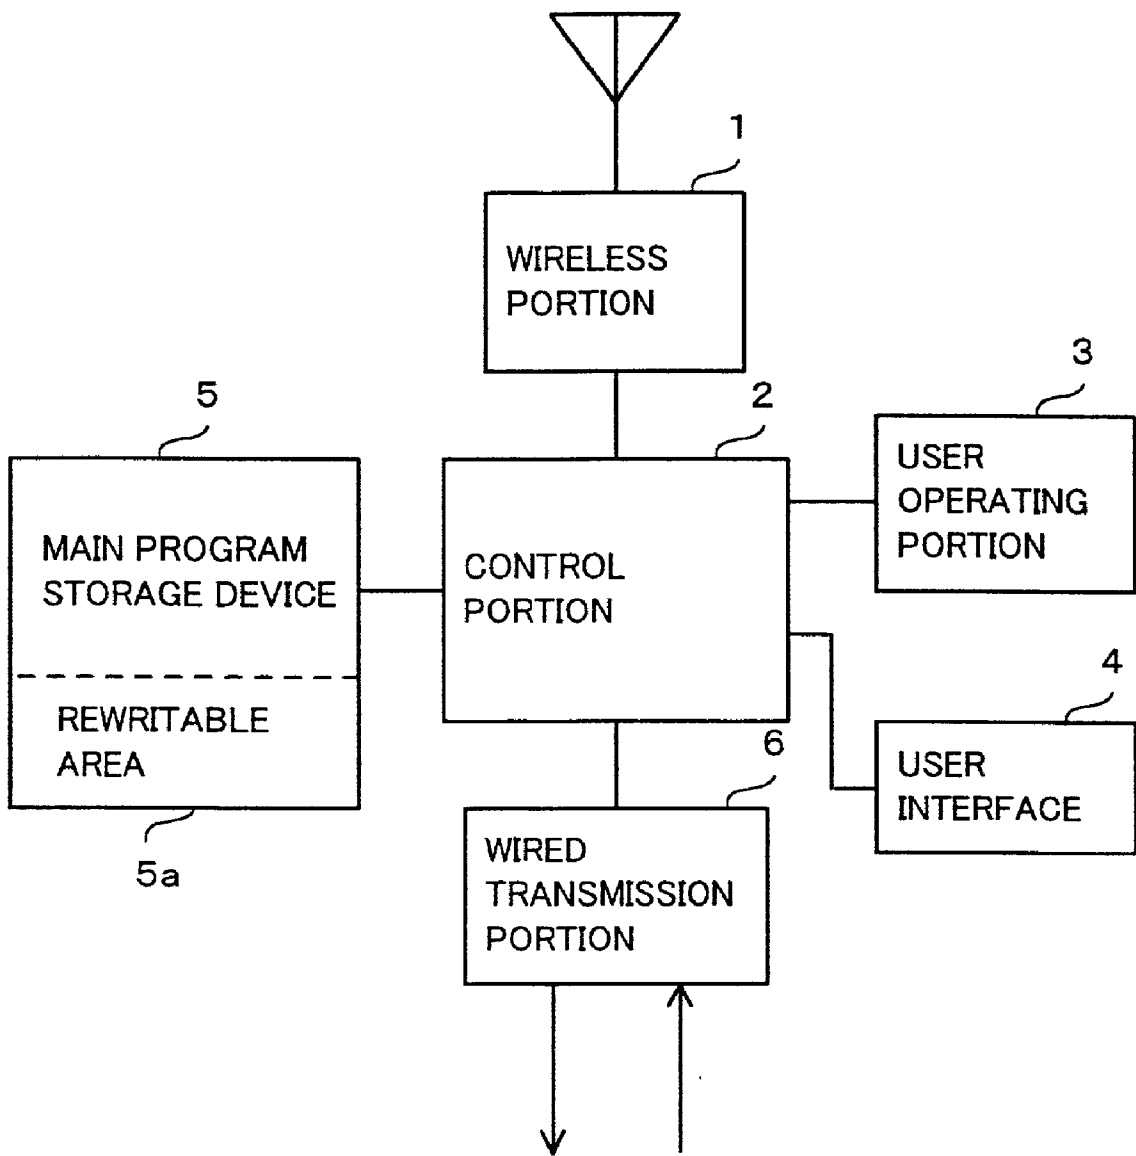 1
WIRELESS
PORTION
5
2
3
MAIN PROGRAM
STORAGE DEVICE
REWRITABLE
AREA
5a
CONTROL
PORTION
USER
OPERATING
PORTION
4
USER
INTERFACE
6
WIRED
TRANSMISSION
PORTION